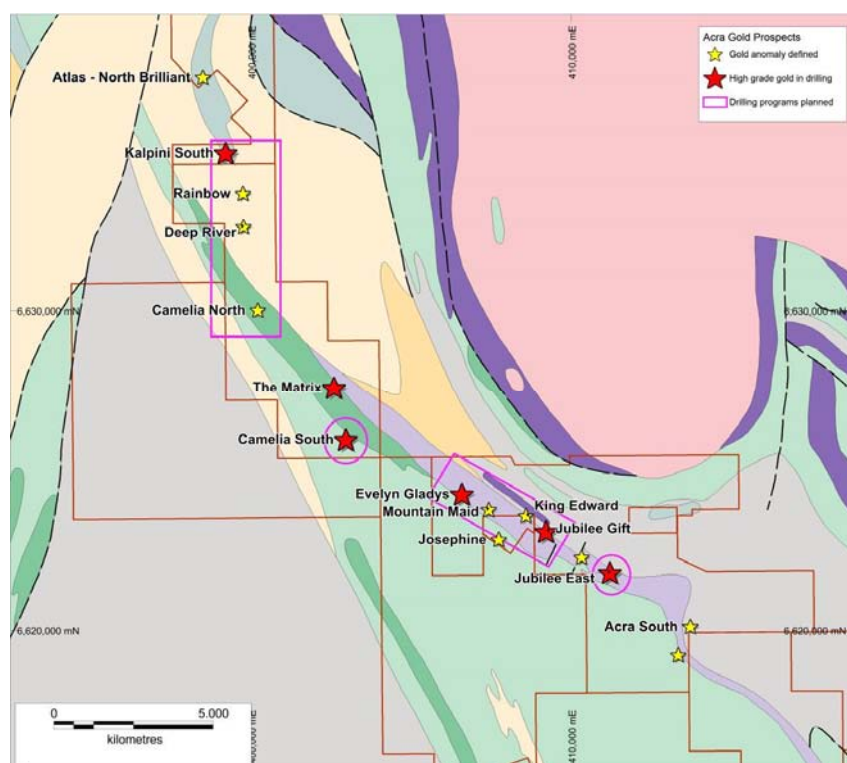 400,000 mE
410,000 mE
Acra Gold Prospects
Gold anomaly defined
High grade gold in drilling
Drilling programs planned
Atlas - North Brilliant
Kalpini South
Rainbow
Deep River
6,630,000 mN
Camelia North
6,630,000 mN
The Matrix
Camelia South
Evelyn Gladys
King Edward
Mountain Maid
Jubilee Gift
Josephine
Jubilee East
Acra South
6,620,000 mN
6,620,000 mN
0 5.000
kilometres
400,000 mE
410,000 mE